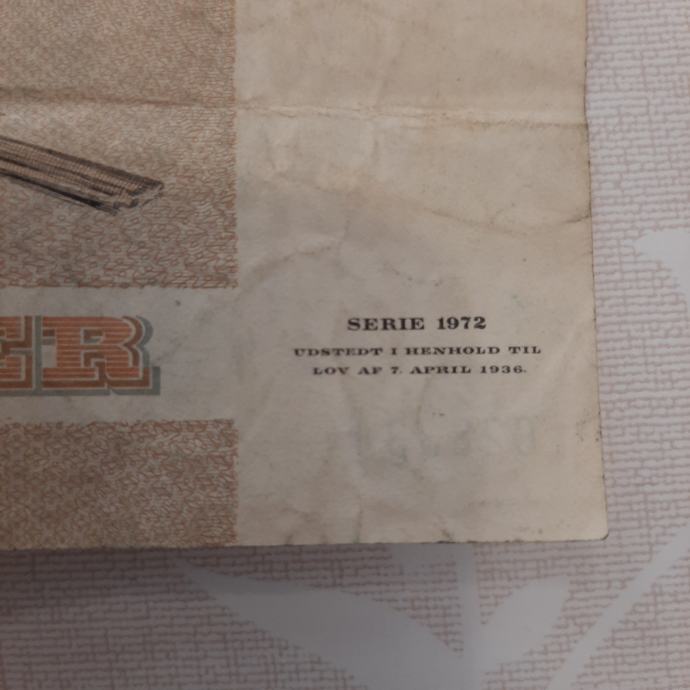 ER
SERIE 1972
UDSTEDT I HENHOLD TIL
LOV AF 7. APRIL 1936.